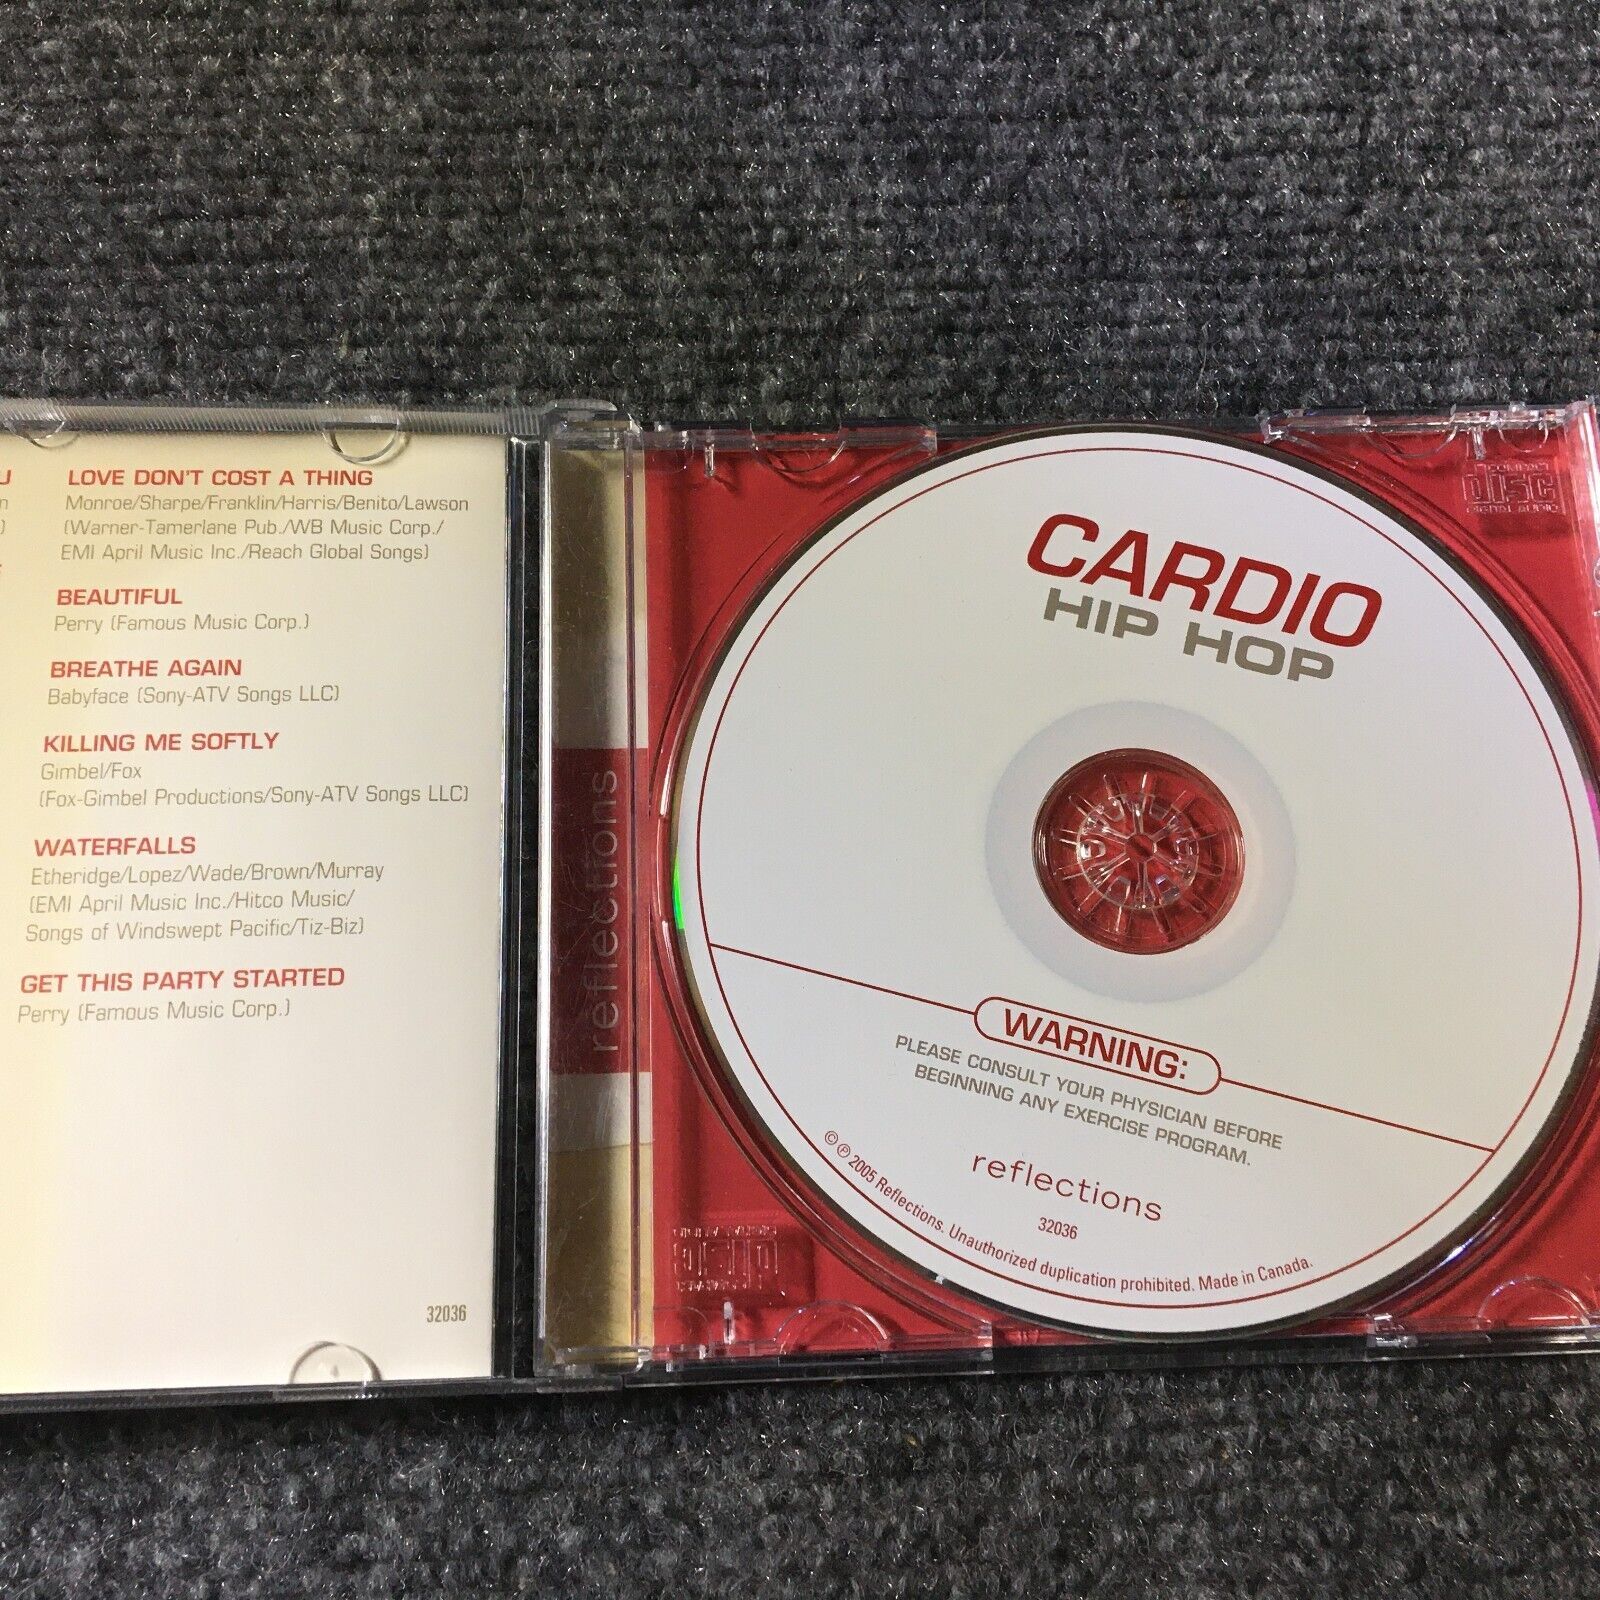 U
n
)
LOVE DON'T COST A THING
Monroe/Sharpe/Franklin/Harris/Benito/Lawson
(Warner-Tamerlane Pub./WB Music Corp./
EMI April Music Inc./Reach Global Songs)
BEAUTIFUL
Perry (Famous Music Corp.)
BREATHE AGAIN
Babyface (Sony-ATV Songs LLC)
KILLING ME SOFTLY
Gimbel/Fox
(Fox-Gimbel Productions/Sony-ATV Songs LLC)
WATERFALLS
Etheridge/Lopez/Wade/Brown/Murray
(EMI April Music Inc./Hitco Music/
Songs of Windswept Pacific/Tiz-Biz)
GET THIS PARTY STARTED
Perry (Famous Music Corp.)
32036
reflections
COMPACT
disc
DIGITAL AUDIO
CARDIO
HIP HOP
WARNING:
PLEASE CONSULT YOUR PHYSICIAN BEFORE
BEGINNING ANY EXERCISE PROGRAM.
reflections
32036
© ℗ 2005 Reflections. Unauthorized duplication prohibited. Made in Canada.